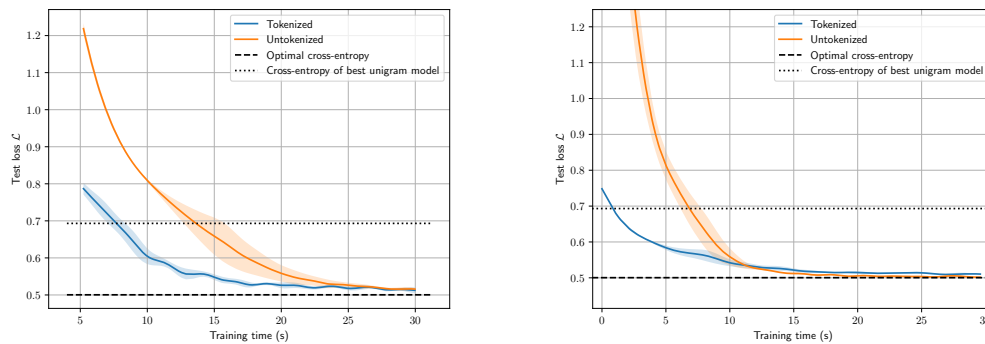 Tokenized
Untokenized
Optimal cross-entropy
Cross-entropy of best unigram model
1.2
1.1
1.0
0.9
0.8
0.7
0.6
0.5
Test loss ℒ
5 10 15 20 25 30
Training time (s)
Tokenized
Untokenized
Optimal cross-entropy
Cross-entropy of best unigram model
1.2
1.1
1.0
0.9
0.8
0.7
0.6
0.5
Test loss ℒ
0 5 10 15 20 25 30
Training time (s)